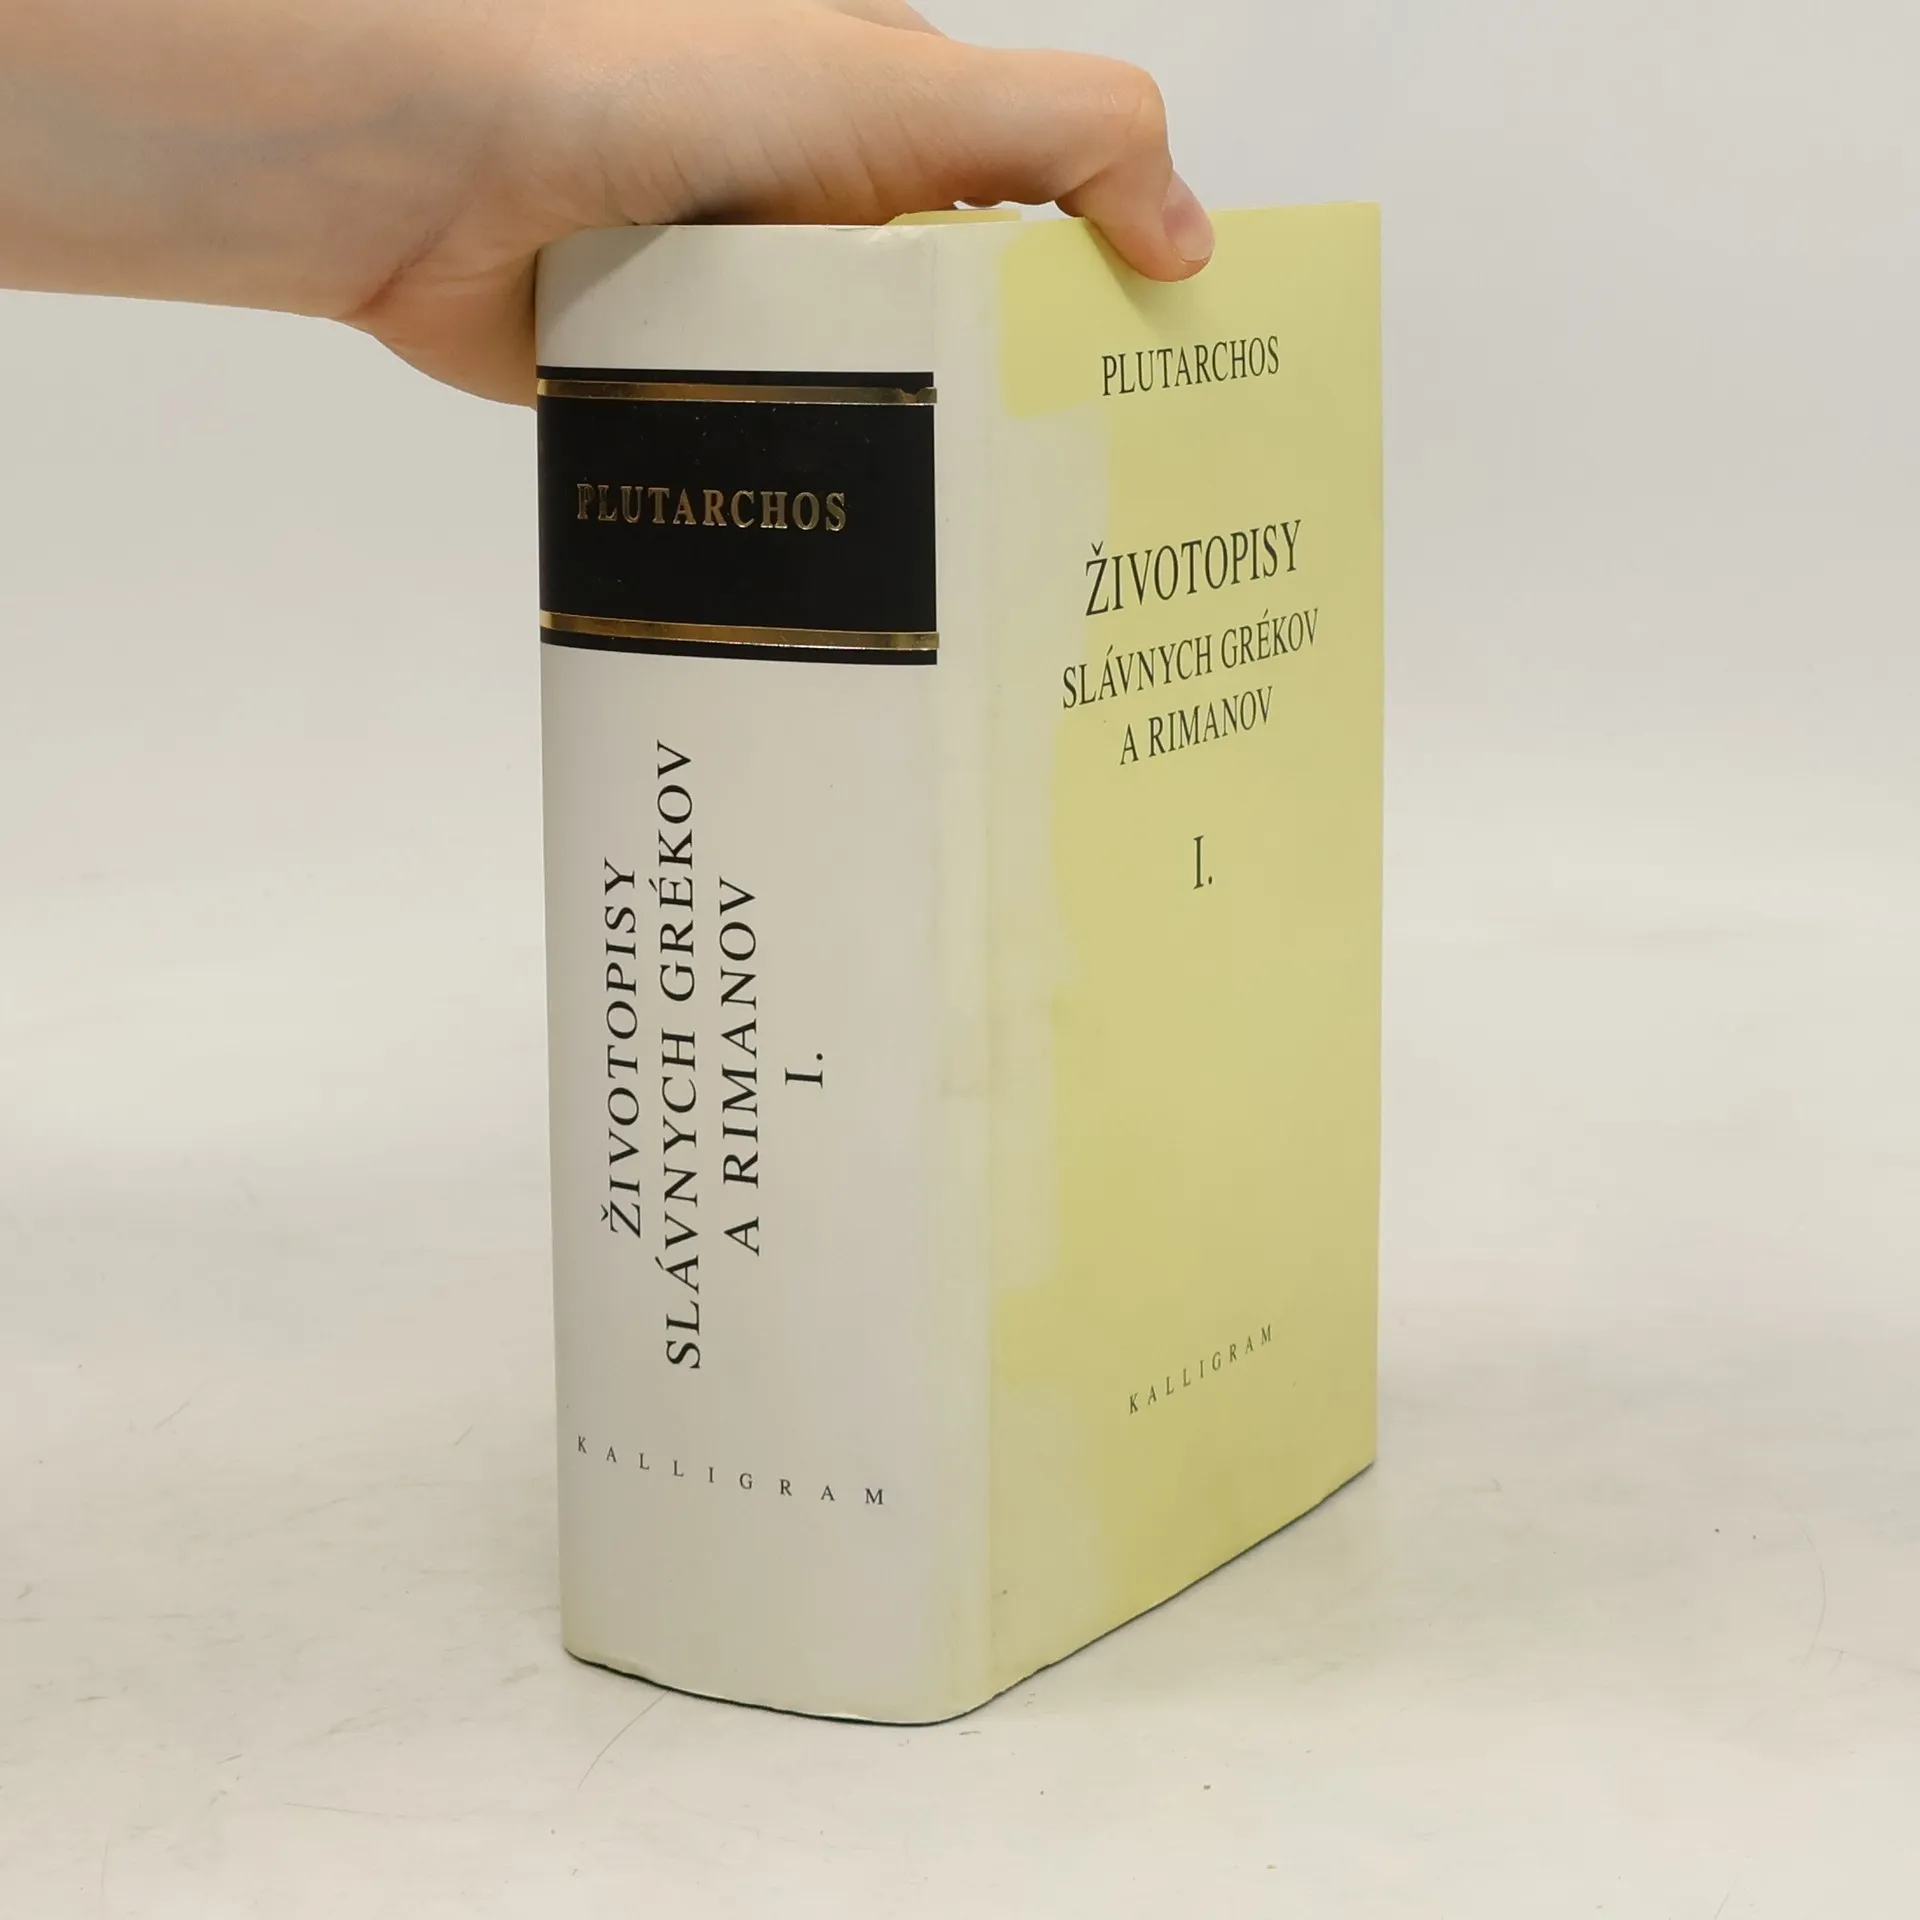 PLUTARCHOS
ŽIVOTOPISY
SLÁVNYCH GRÉKOV
A RIMANOV
I.
KALLIGRAM
PLUTARCHOS
ŽIVOTOPISY
SLÁVNYCH GRÉKOV
A RIMANOV
I.
KALLIGRAM